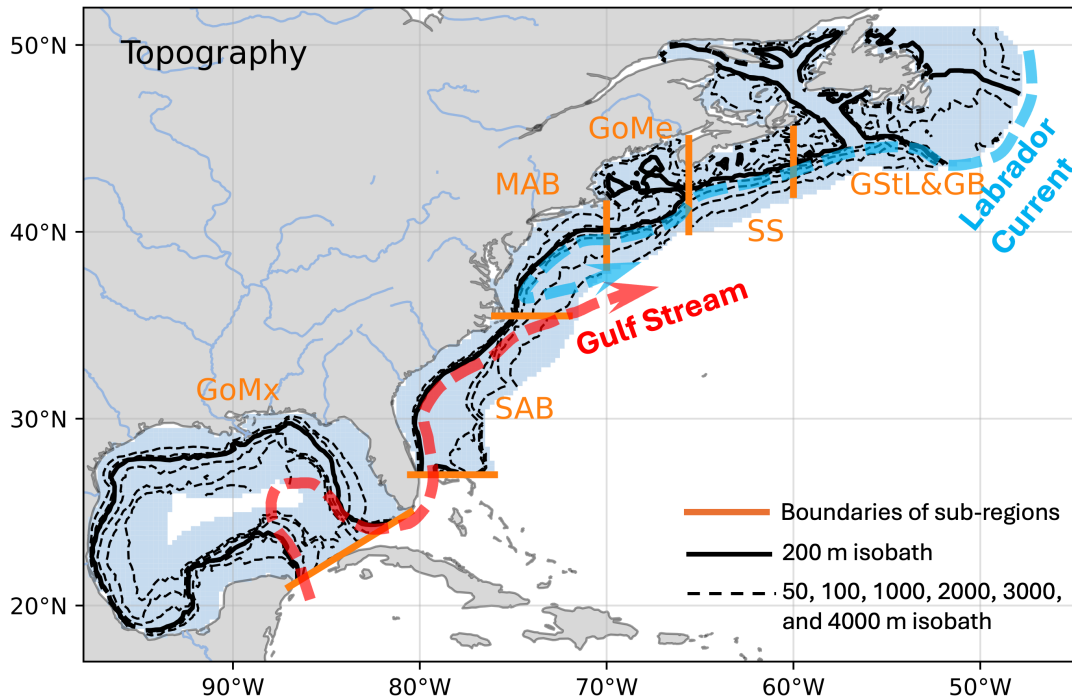 Topography
50°N
40°N
30°N
20°N
90°W
80°W
70°W
60°W
50°W
GoMe
MAB
GStL&GB
SS
Labrador
Current
Gulf Stream
GoMx
SAB
Boundaries of sub-regions
200 m isobath
50, 100, 1000, 2000, 3000,
and 4000 m isobath